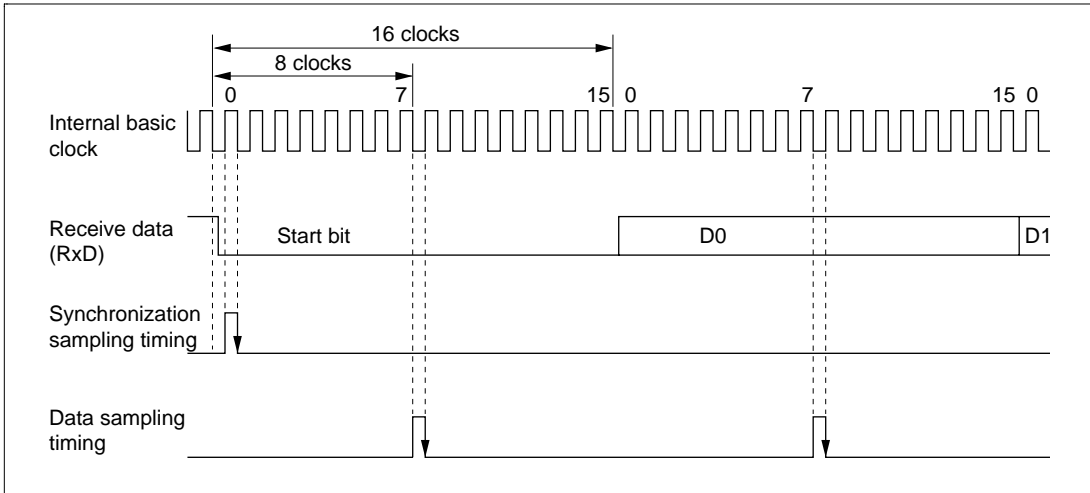 16 clocks
8 clocks
0 7 15 0 7 15 0
Internal basic
clock
Receive data
(RxD)
Start bit D0 D1
Synchronization
sampling timing
Data sampling
timing